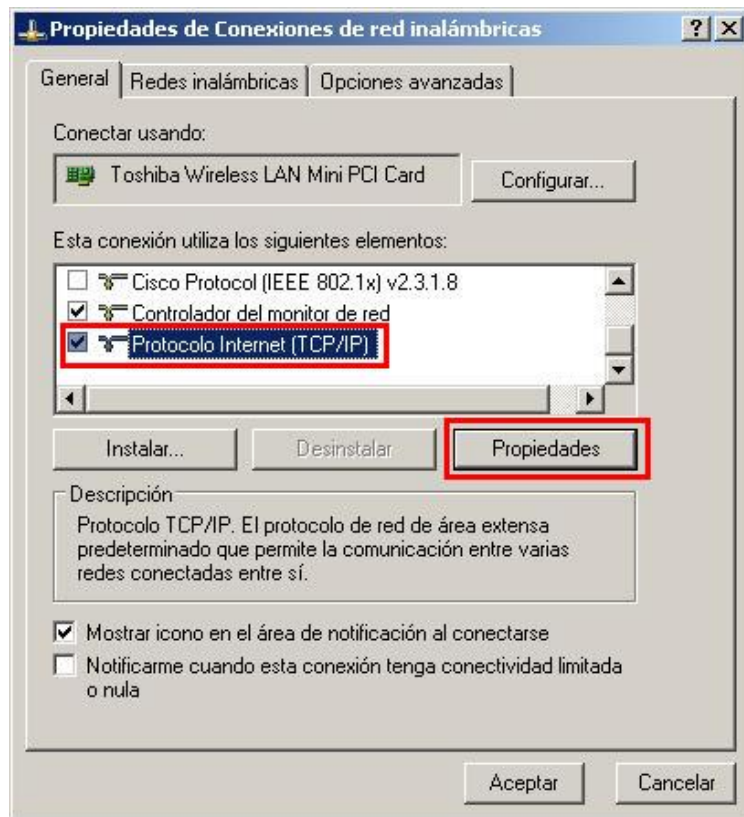 Propiedades de Conexiones de red inalámbricas
General Redes inalámbricas Opciones avanzadas
Conectar usando:
Toshiba Wireless LAN Mini PCI Card Configurar...
Esta conexión utiliza los siguientes elementos:
Cisco Protocol (IEEE 802.1x) v2.3.1.8
Controlador del monitor de red
Protocolo Internet (TCP/IP)
Instalar... Desinstalar Propiedades
Descripción
Protocolo TCP/IP. El protocolo de red de área extensa
predeterminado que permite la comunicación entre varias
redes conectadas entre sí.
Mostrar icono en el área de notificación al conectarse
Notificarme cuando esta conexión tenga conectividad limitada
o nula
Aceptar Cancelar